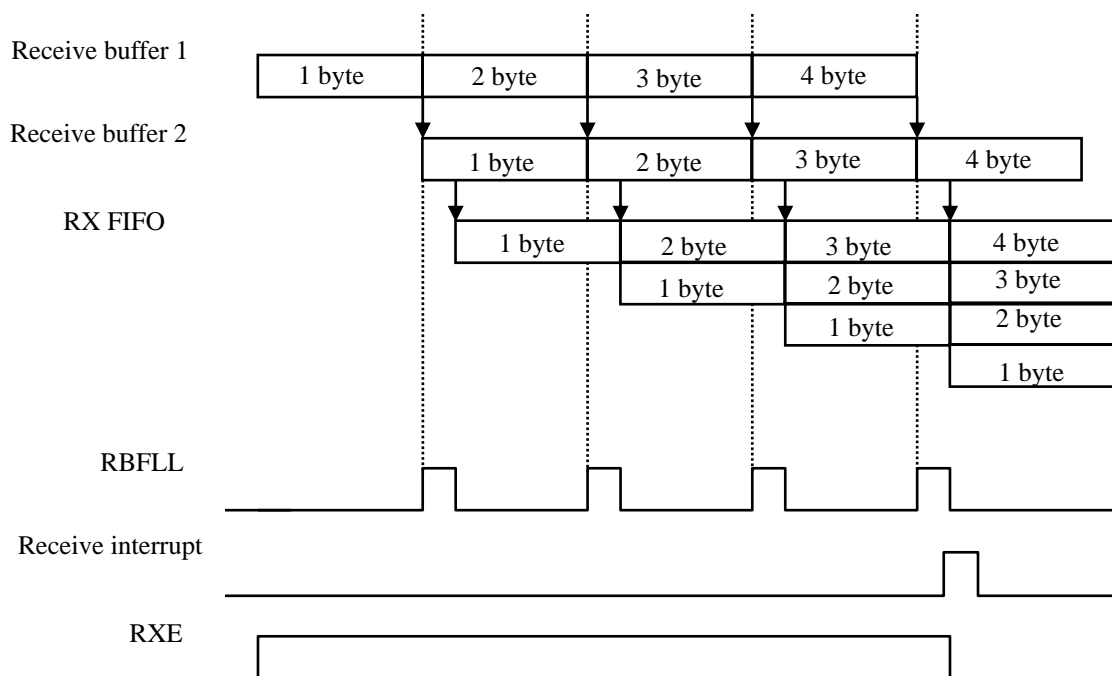 Receive buffer 1
1 byte 2 byte 3 byte 4 byte
Receive buffer 2
1 byte 2 byte 3 byte 4 byte
RX FIFO
1 byte 2 byte 3 byte 4 byte
1 byte 2 byte 3 byte
1 byte 2 byte
1 byte
RBFLL
Receive interrupt
RXE